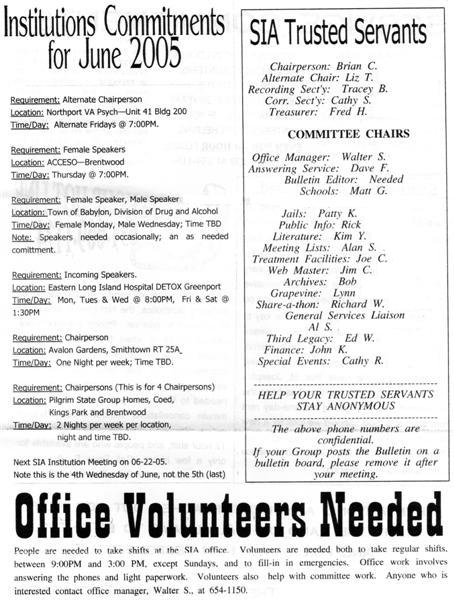 Institutions Commitments
for June 2005
Requirement: Alternate Chairperson
Location: Northport VA Psych—Unit 41 Bldg 200
Time/Day: Alternate Fridays @ 7:00PM.
Requirement: Female Speakers
Location: ACCESO—Brentwood
Time/Day: Thursday @ 7:00PM.
Requirement: Female Speaker, Male Speaker
Location: Town of Babylon, Division of Drug and Alcohol
Time/Day: Female Monday, Male Wednesday; Time TBD
Note: Speakers needed occasionally; an as needed
comittment.
Requirement: Incoming Speakers.
Location: Eastern Long Island Hospital DETOX Greenport
Time/Day: Mon, Tues & Wed @ 8:00PM, Fri & Sat @
1:30PM
Requirement: Chairperson
Location: Avalon Gardens, Smithtown RT 25A
Time/Day: One Night per week; Time TBD.
Requirement: Chairpersons (This is for 4 Chairpersons)
Location: Pilgrim State Group Homes, Coed,
Kings Park and Brentwood
Time/Day: 2 Nights per week per location,
night and time TBD.
Next SIA Institution Meeting on 06-22-05.
Note this is the 4th Wednesday of June, not the 5th (last)
SIA Trusted Servants
Chairperson: Brian C.
Alternate Chair: Liz T.
Recording Sect'y: Tracey B.
Corr. Sect'y: Cathy S.
Treasurer: Fred H.
COMMITTEE CHAIRS
Office Manager: Walter S.
Answering Service: Dave F.
Bulletin Editor: Needed
Schools: Matt G.
Jails: Patty K.
Public Info: Rick
Literature: Kim Y.
Meeting Lists: Alan S.
Treatment Facilities: Joe C.
Web Master: Jim C.
Archives: Bob
Grapevine: Lynn
Share-a-thon: Richard W.
General Services Liaison
Al S.
Third Legacy: Ed W.
Finance: John K.
Special Events: Cathy R.
HELP YOUR TRUSTED SERVANTS
STAY ANONYMOUS
The above phone numbers are
confidential.
If your Group posts the Bulletin on a
bulletin board, please remove it after
your meeting.
Office Volunteers Needed
People are needed to take shifts at the SIA office. Volunteers are needed both to take regular shifts,
between 9:00PM and 3:00 PM, except Sundays, and to fill-in in emergencies. Office work involves
answering the phones and light paperwork. Volunteers also help with committee work. Anyone who is
interested contact office manager, Walter S., at 654-1150.